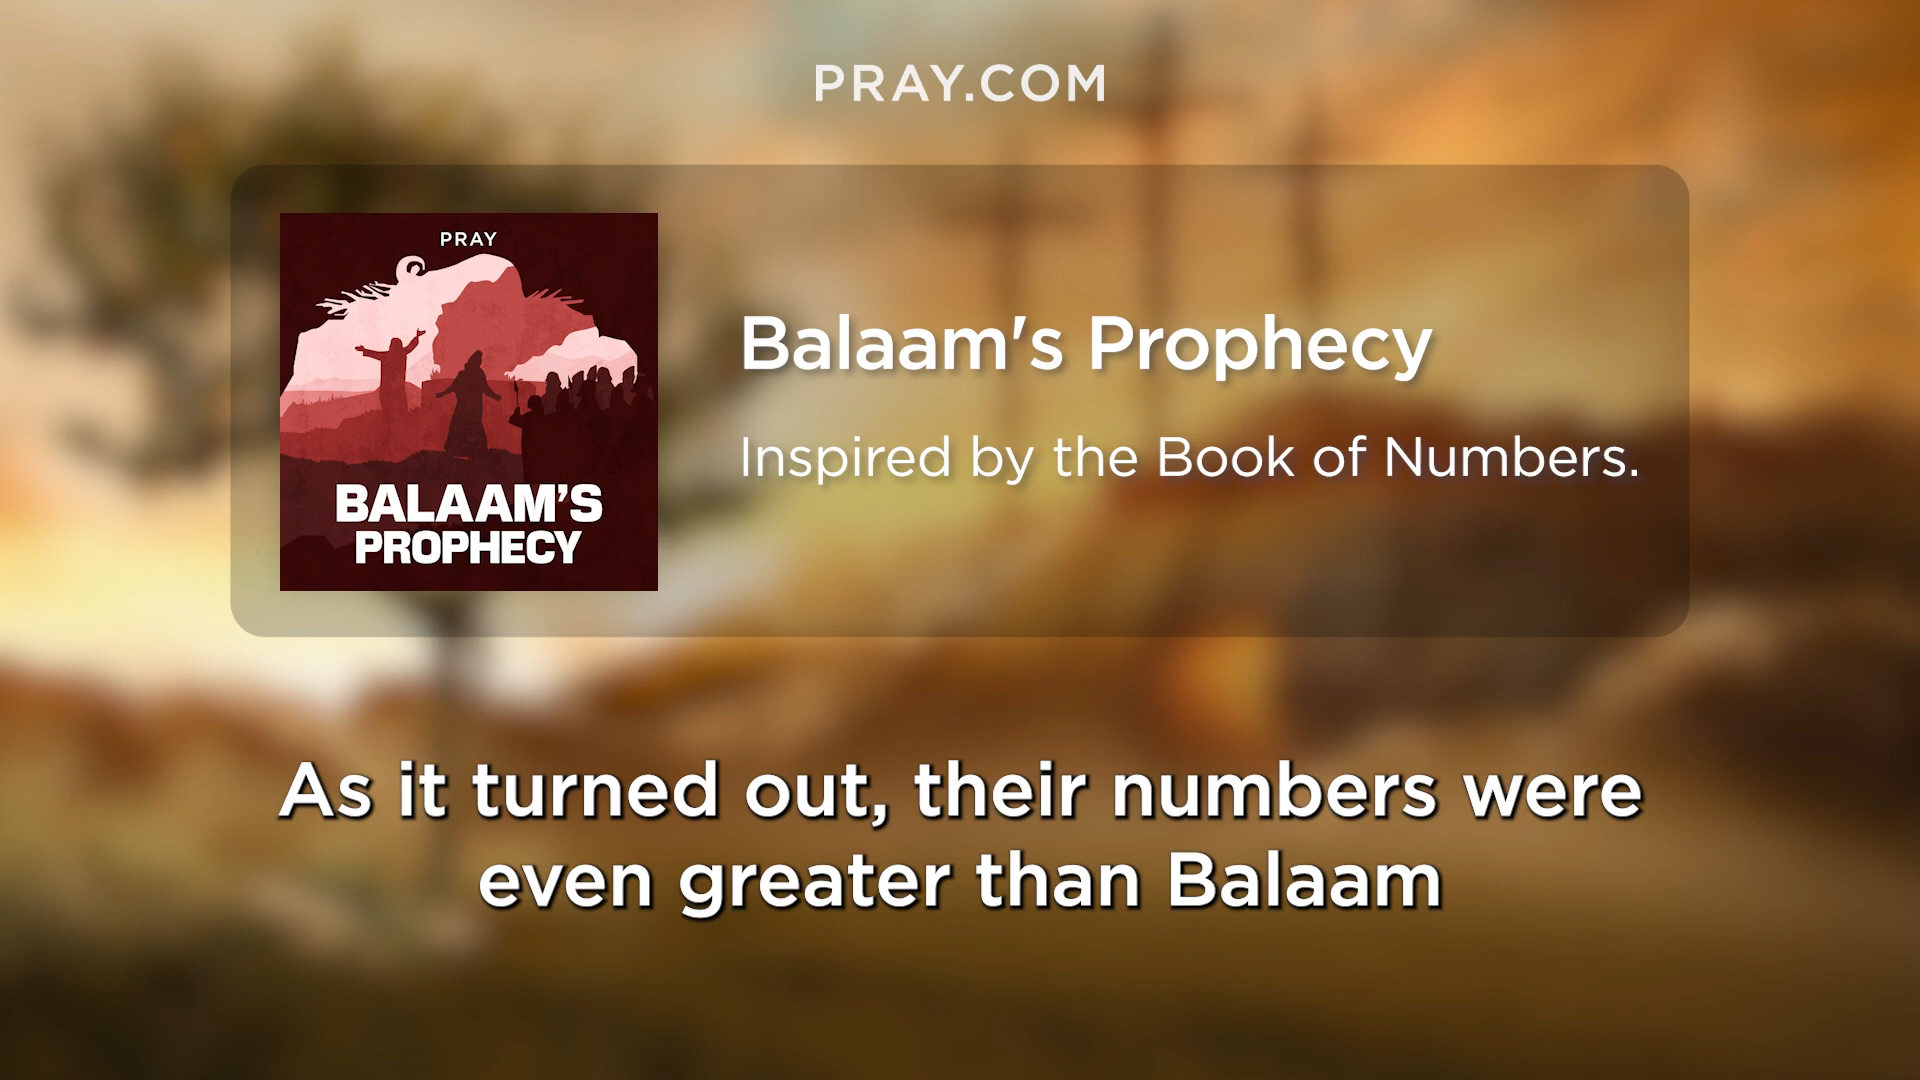 PRAY.COM
PRAY
BALAAM'S
PROPHECY
Balaam's Prophecy
Inspired by the Book of Numbers.
As it turned out, their numbers were
even greater than Balaam